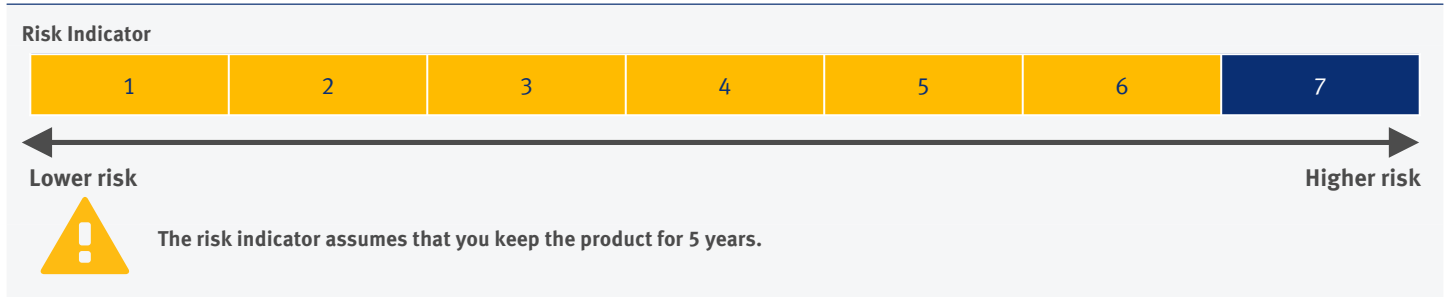 Risk Indicator
1 2 3 4 5 6 7
Lower risk Higher risk
The risk indicator assumes that you keep the product for 5 years.